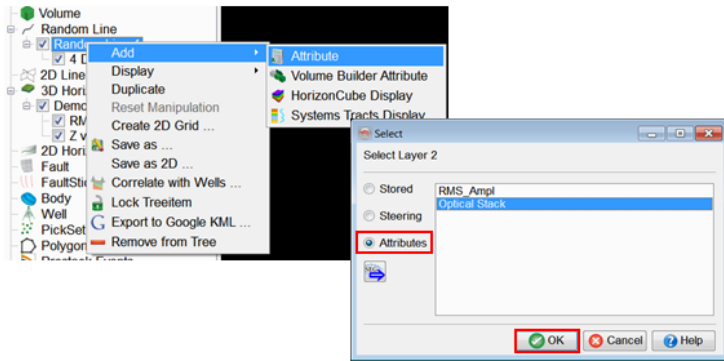 Volume
Random Line
4 D
2D Line
3D Hori
Demo
RM
Z v
2D Hori
Fault
FaultSti
Body
Well
PickSet
Polygon
Add
Display
Duplicate
Reset Manipulation
Create 2D Grid ...
Save as ...
Save as 2D ...
Correlate with Wells ...
Lock Treeitem
Export to Google KML ...
Remove from Tree
Attribute
Volume Builder Attribute
HorizonCube Display
Systems Tracts Display
Select
Select Layer 2
Stored
Steering
Attributes
RMS_Ampl
Optical Stack
OK
Cancel
Help